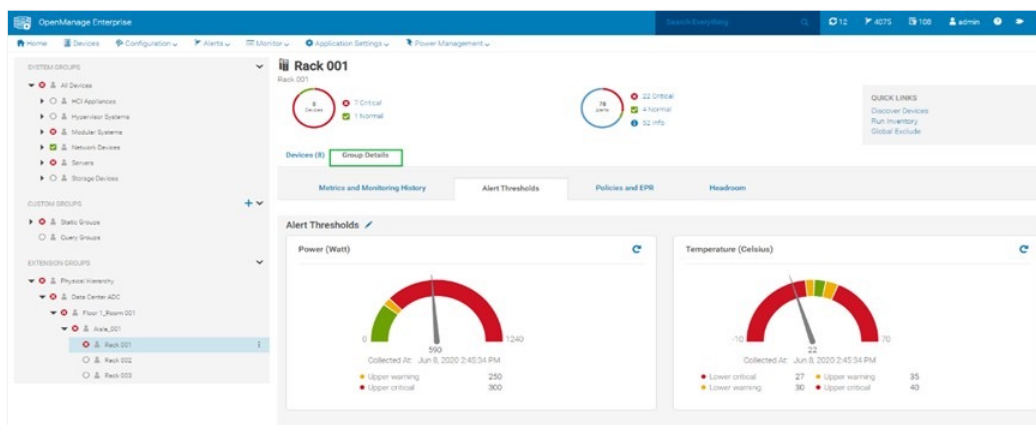 OpenManage Enterprise
Search Everything
12
4075
108
admin
Home Devices Configuration Alerts Monitor Application Settings Power Management
SYSTEM GROUPS
All Devices
HCI Appliances
Hypervisor Systems
Modular Systems
Network Devices
Servers
Storage Devices
CUSTOM GROUPS
Static Groups
Query Groups
EXTENSION GROUPS
Physical Hierarchy
Data Center ADC
Floor 1_Room 001
Aisle_001
Rack 001
Rack 002
Rack 003
Rack 001
Rack 001
8
Devices
7 Critical
1 Normal
78
alerts
22 Critical
4 Normal
52 Info
QUICK LINKS
Discover Devices
Run Inventory
Global Exclude
Devices (8) Group Details
Metrics and Monitoring History Alert Thresholds Policies and EPR Headroom
Alert Thresholds
Power (Watt)
0
1240
590
Collected At: Jun 8, 2020 2:45:34 PM
Upper warning 250
Upper critical 300
Temperature (Celsius)
-10
70
22
Collected At: Jun 8, 2020 2:45:34 PM
Lower critical 27 Upper warning 35
Lower warning 30 Upper critical 40